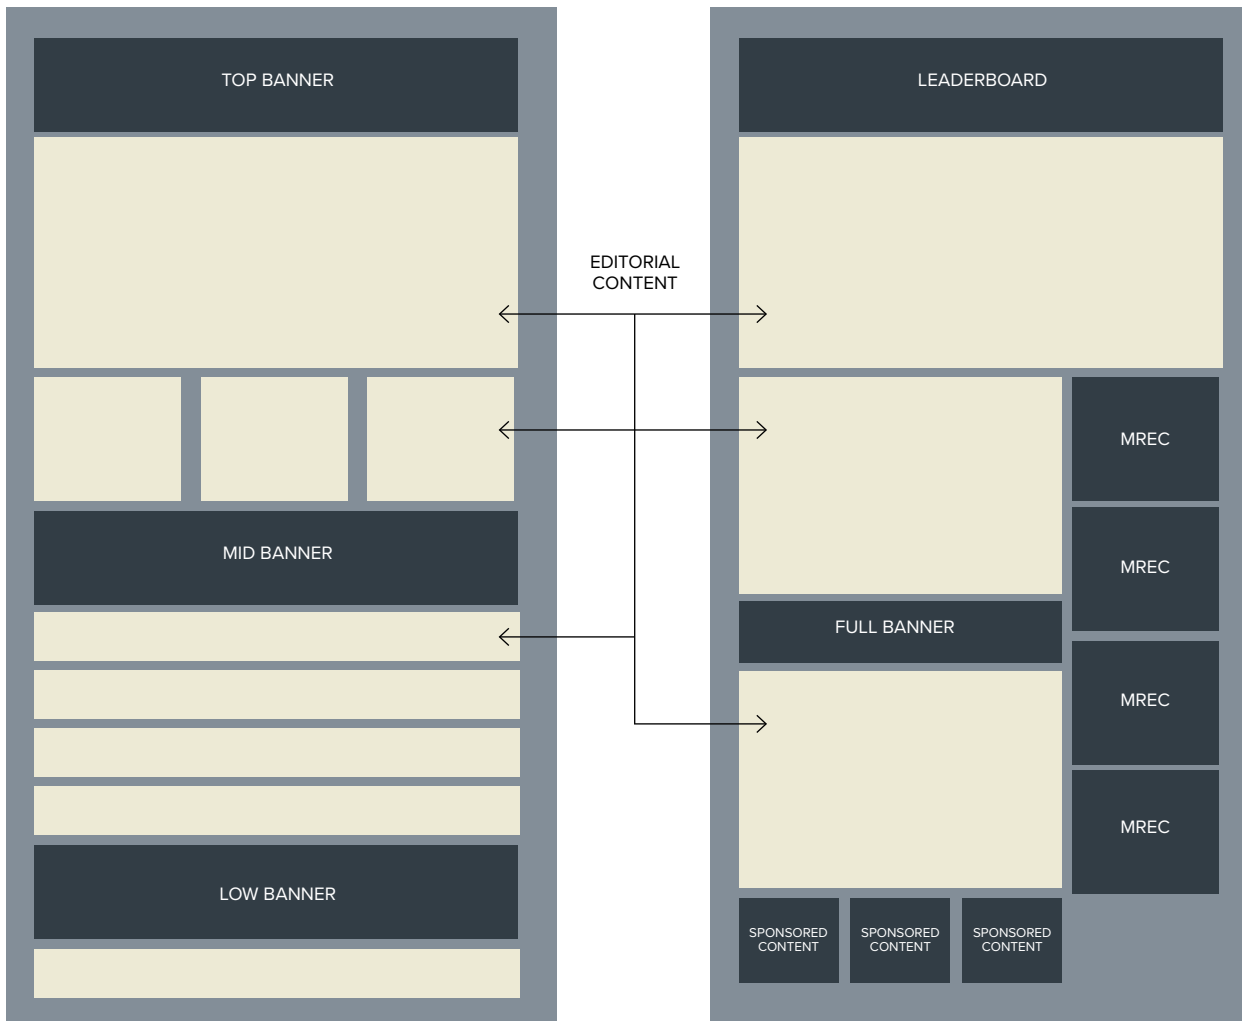 TOP BANNER
MID BANNER
LOW BANNER
EDITORIAL
CONTENT
LEADERBOARD
MREC
MREC
FULL BANNER
MREC
MREC
SPONSORED
CONTENT
SPONSORED
CONTENT
SPONSORED
CONTENT